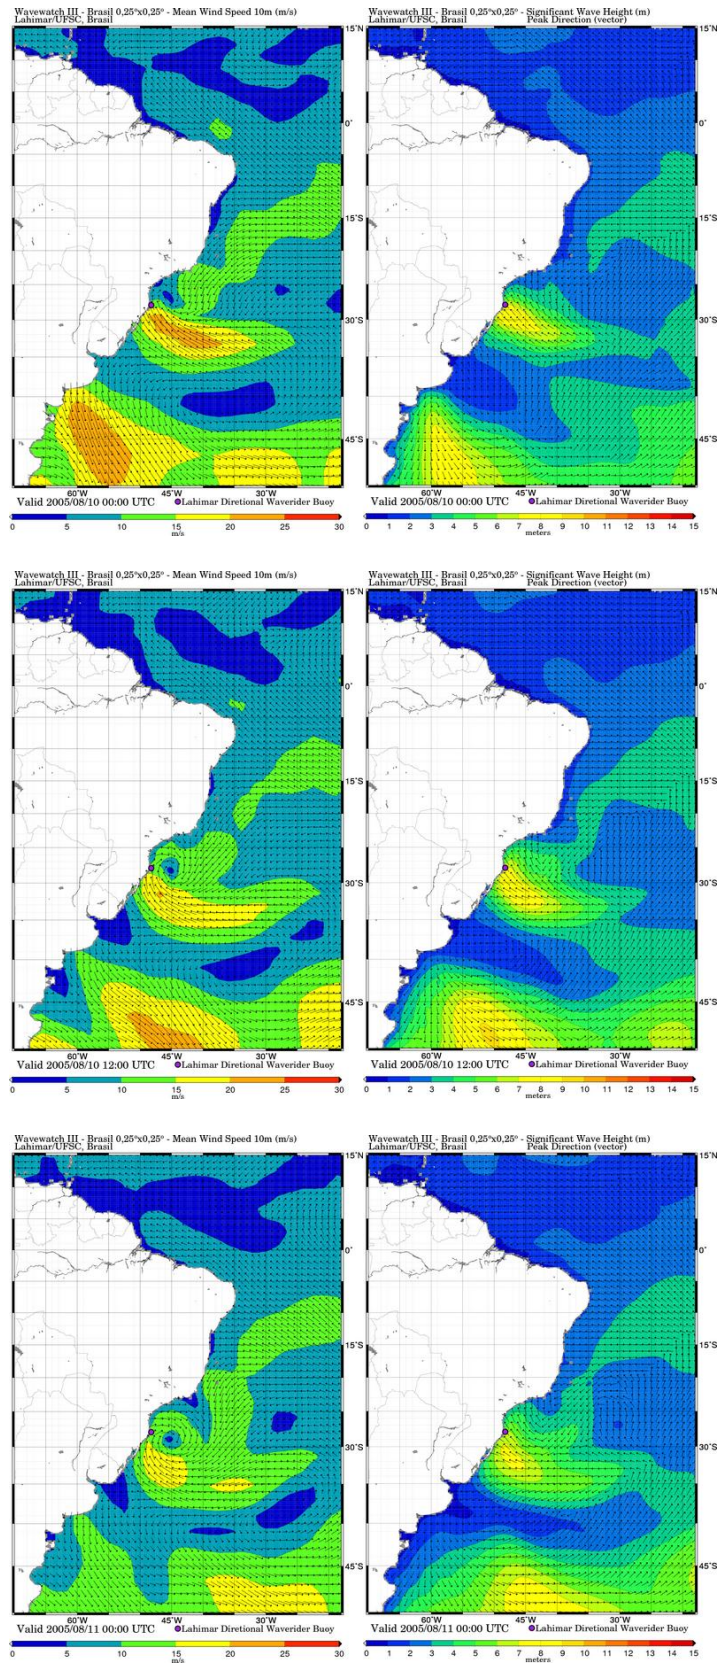 Wavewatch III - Brasil 0,25°x0,25° - Mean Wind Speed 10m (m/s)
Lahimar/UFSC, Brasil
15°N
0°
15°S
30°S
45°S
60°W 45°W 30°W
Valid 2005/08/10 00:00 UTC Lahimar Diretional Waverider Buoy
0 5 10 15 20 25 30
m/s
Wavewatch III - Brasil 0,25°x0,25° - Significant Wave Height (m)
Lahimar/UFSC, Brasil Peak Direction (vector)
15°N
0°
15°S
30°S
45°S
60°W 45°W 30°W
Valid 2005/08/10 00:00 UTC Lahimar Diretional Waverider Buoy
0 1 2 3 4 5 6 7 8 9 10 11 12 13 14 15
meters
Wavewatch III - Brasil 0,25°x0,25° - Mean Wind Speed 10m (m/s)
Lahimar/UFSC, Brasil
15°N
0°
15°S
30°S
45°S
60°W 45°W 30°W
Valid 2005/08/10 12:00 UTC Lahimar Diretional Waverider Buoy
0 5 10 15 20 25 30
m/s
Wavewatch III - Brasil 0,25°x0,25° - Significant Wave Height (m)
Lahimar/UFSC, Brasil Peak Direction (vector)
15°N
0°
15°S
30°S
45°S
60°W 45°W 30°W
Valid 2005/08/10 12:00 UTC Lahimar Diretional Waverider Buoy
0 1 2 3 4 5 6 7 8 9 10 11 12 13 14 15
meters
Wavewatch III - Brasil 0,25°x0,25° - Mean Wind Speed 10m (m/s)
Lahimar/UFSC, Brasil
15°N
0°
15°S
30°S
45°S
60°W 45°W 30°W
Valid 2005/08/11 00:00 UTC Lahimar Diretional Waverider Buoy
0 5 10 15 20 25 30
m/s
Wavewatch III - Brasil 0,25°x0,25° - Significant Wave Height (m)
Lahimar/UFSC, Brasil Peak Direction (vector)
15°N
0°
15°S
30°S
45°S
60°W 45°W 30°W
Valid 2005/08/11 00:00 UTC Lahimar Diretional Waverider Buoy
0 1 2 3 4 5 6 7 8 9 10 11 12 13 14 15
meters